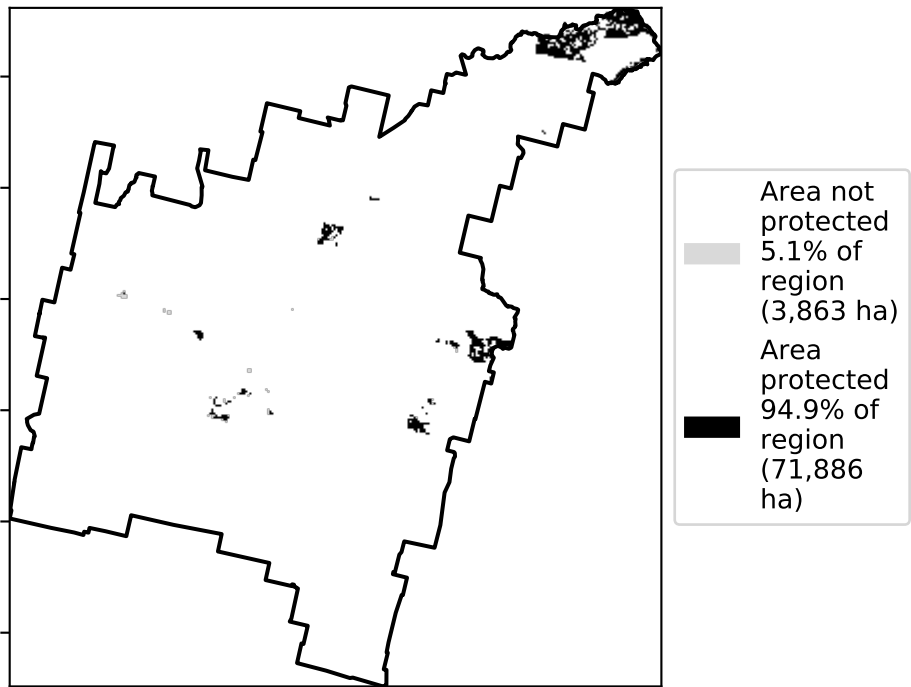 Area not
protected
5.1% of
region
(3,863 ha)
Area
protected
94.9% of
region
(71,886
ha)